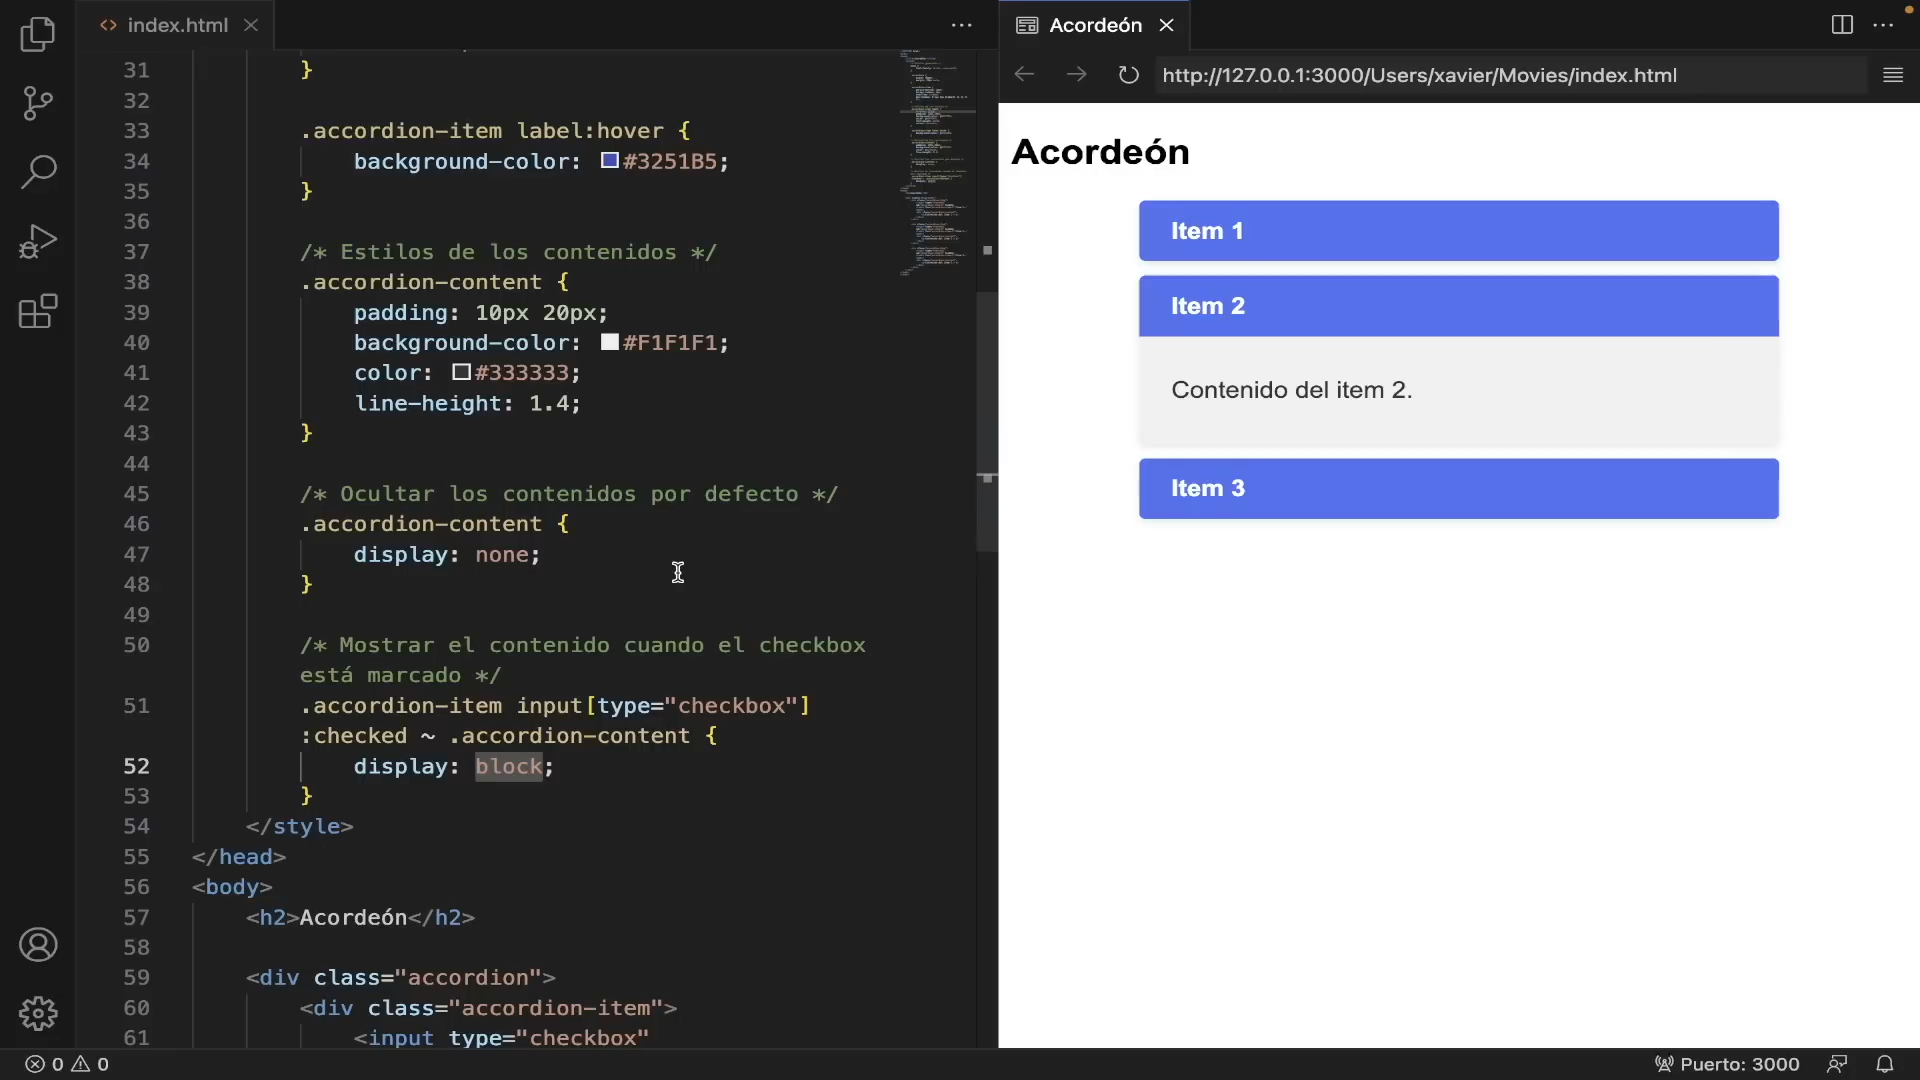 <> index.html ×
...
31 }
32
33 .accordion-item label:hover {
34 background-color: #3251B5;
35 }
36
37 /* Estilos de los contenidos */
38 .accordion-content {
39 padding: 10px 20px;
40 background-color: #F1F1F1;
41 color: #333333;
42 line-height: 1.4;
43 }
44
45 /* Ocultar los contenidos por defecto */
46 .accordion-content {
47 display: none;
48 }
49
50 /* Mostrar el contenido cuando el checkbox
está marcado */
51 .accordion-item input[type="checkbox"]
:checked ~ .accordion-content {
52 display: block;
53 }
54 </style>
55 </head>
56 <body>
57 <h2>Acordeón</h2>
58
59 <div class="accordion">
60 <div class="accordion-item">
61 <input type="checkbox"
Acordeón ×
...
http://127.0.0.1:3000/Users/xavier/Movies/index.html
Acordeón
Item 1
Item 2
Contenido del item 2.
Item 3
0 0
Puerto: 3000